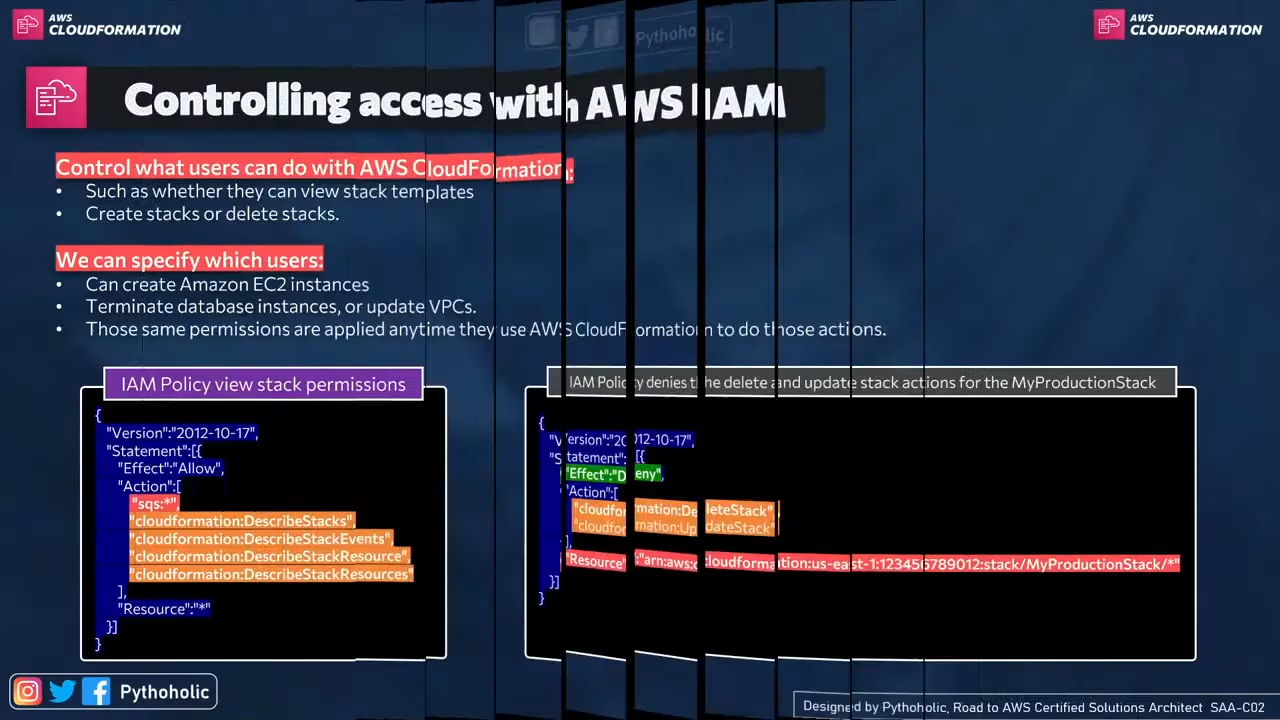 AWS
CLOUDFORMATION
Pythoholic
AWS
CLOUDFORMATION
Controlling access with AWS IAM
Control what users can do with AWS CloudFormation:
• Such as whether they can view stack templates
• Create stacks or delete stacks.
We can specify which users:
• Can create Amazon EC2 instances
• Terminate database instances, or update VPCs.
• Those same permissions are applied anytime they use AWS CloudFormation to do those actions.
IAM Policy view stack permissions
{
"Version":"2012-10-17",
"Statement":[{
"Effect":"Allow",
"Action":[
"sqs:*",
"cloudformation:DescribeStacks",
"cloudformation:DescribeStackEvents",
"cloudformation:DescribeStackResource",
"cloudformation:DescribeStackResources"
],
"Resource":"*"
}]
}
IAM Policy denies the delete and update stack actions for the MyProductionStack
{
"Version":"2012-10-17",
"Statement":[{
"Effect":"Deny",
"Action":[
"cloudformation:DeleteStack",
"cloudformation:UpdateStack"
],
"Resource":"arn:aws:cloudformation:us-east-1:123456789012:stack/MyProductionStack/*"
}]
}
Pythoholic
Designed by Pythoholic, Road to AWS Certified Solutions Architect SAA-C02